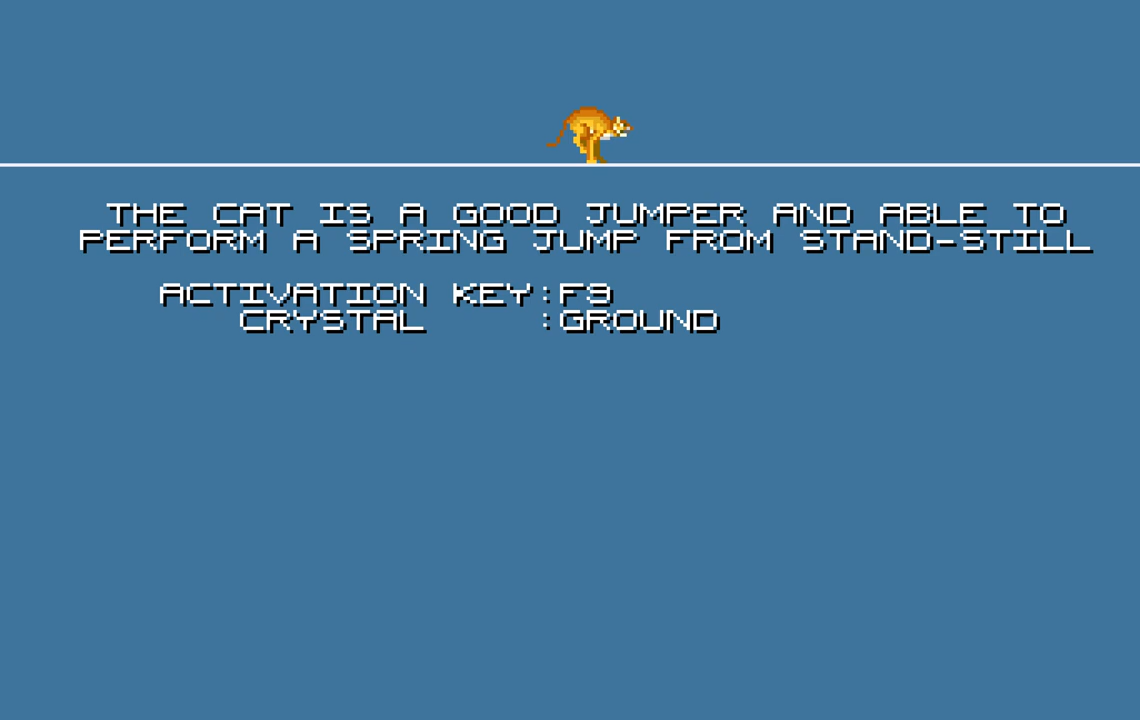 THE CAT IS A GOOD JUMPER AND ABLE TO
PERFORM A SPRING JUMP FROM STAND-STILL
ACTIVATION KEY:F9
CRYSTAL :GROUND